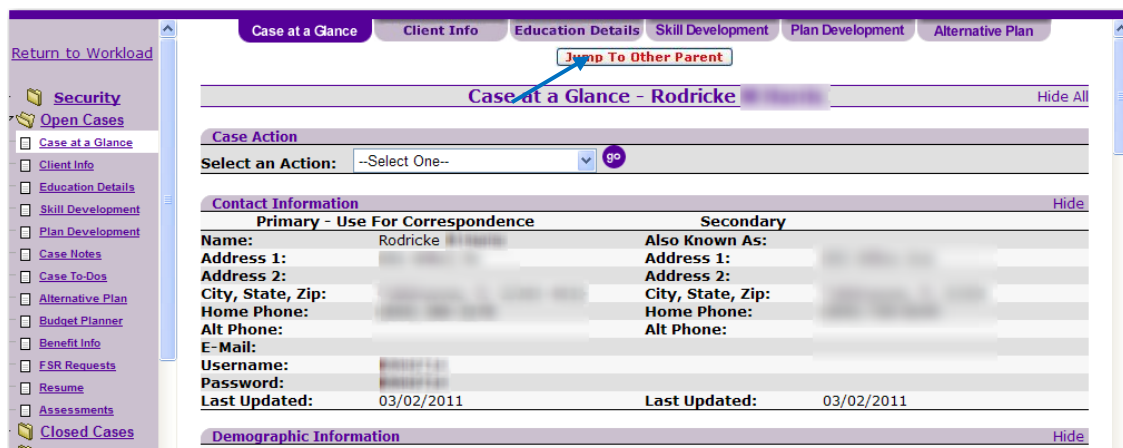 Case at a Glance Client Info Education Details Skill Development Plan Development Alternative Plan
Return to Workload
Jump To Other Parent
Security
Case at a Glance - Rodricke
Hide All
Open Cases
Case at a Glance
Client Info
Education Details
Skill Development
Plan Development
Case Notes
Case To-Dos
Alternative Plan
Budget Planner
Benefit Info
FSR Requests
Resume
Assessments
Closed Cases
Case Action
Select an Action: --Select One-- go
Contact Information Hide
Primary - Use For Correspondence Secondary
Name: Rodricke Also Known As:
Address 1: Address 1:
Address 2: Address 2:
City, State, Zip: City, State, Zip:
Home Phone: Home Phone:
Alt Phone: Alt Phone:
E-Mail:
Username:
Password:
Last Updated: 03/02/2011 Last Updated: 03/02/2011
Demographic Information Hide